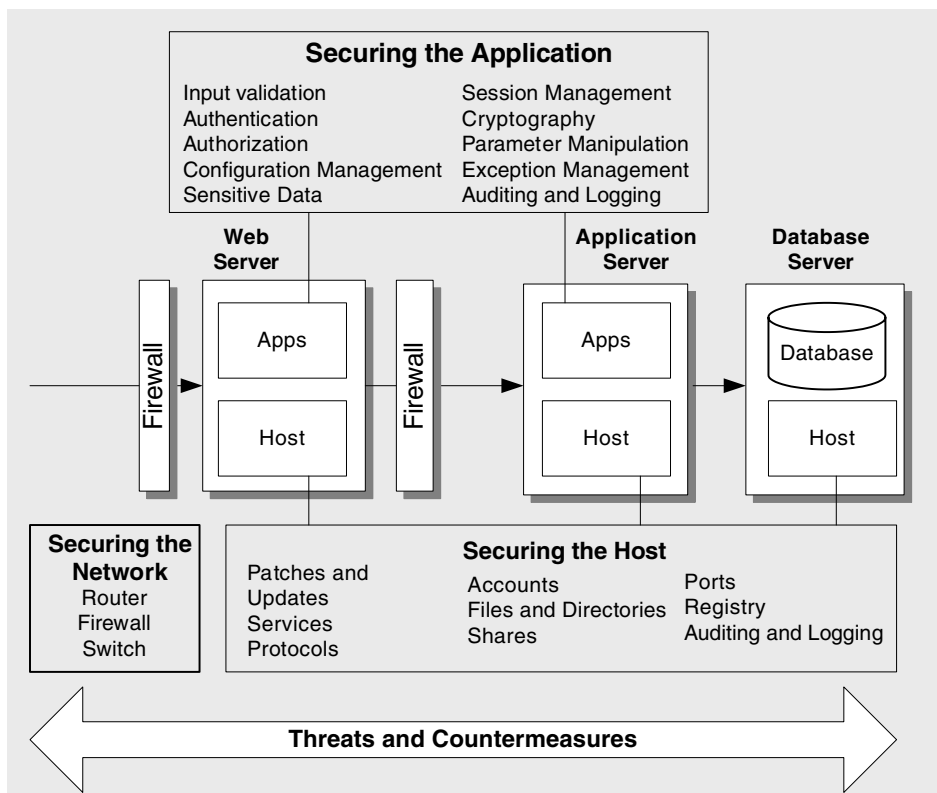 Securing the Application
Input validation
Authentication
Authorization
Configuration Management
Sensitive Data
Session Management
Cryptography
Parameter Manipulation
Exception Management
Auditing and Logging
Web
Server
Application
Server
Database
Server
Firewall
Apps
Host
Firewall
Apps
Host
Database
Host
Securing the
Network
Router
Firewall
Switch
Securing the Host
Patches and
Updates
Services
Protocols
Accounts
Files and Directories
Shares
Ports
Registry
Auditing and Logging
Threats and Countermeasures